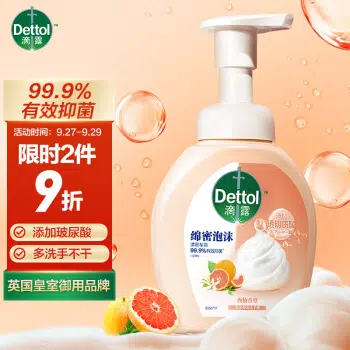 Dettol
滴露
99.9%
有效抑菌
活动时间：9.27-9.29
限时2件
9折
添加玻尿酸
多洗手不干
英国皇室御用品牌
Dettol
滴露
绵密泡沫
99.9%有效抑菌
西柚香型